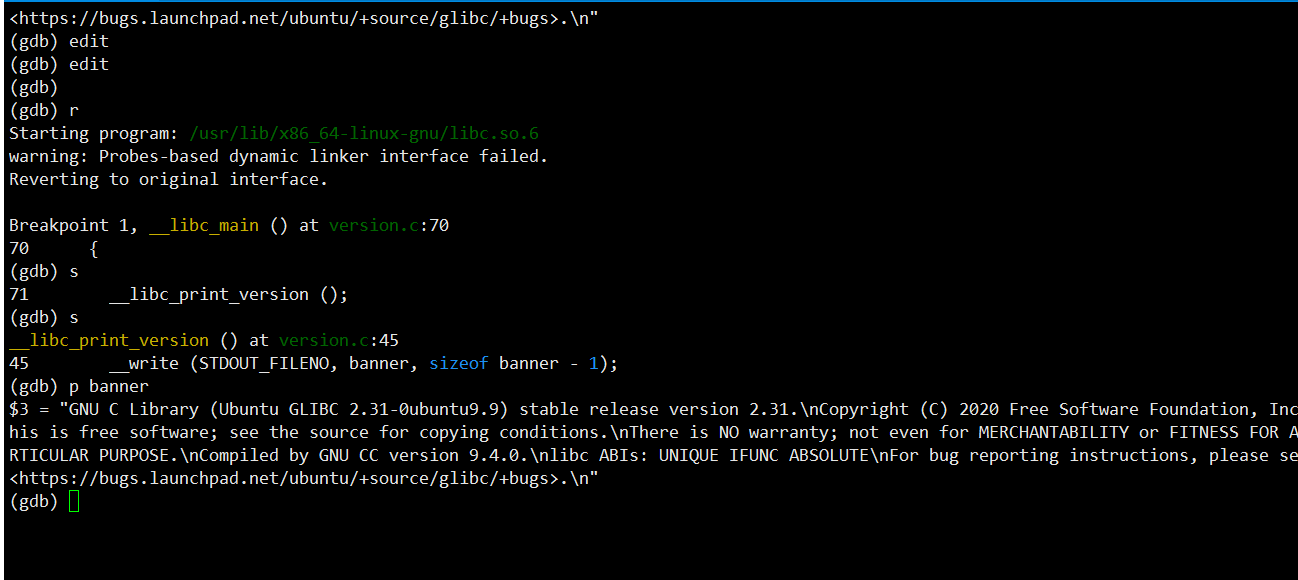 <https://bugs.launchpad.net/ubuntu/+source/glibc/+bugs>.\n"
(gdb) edit
(gdb) edit
(gdb)
(gdb) r
Starting program: /usr/lib/x86_64-linux-gnu/libc.so.6
warning: Probes-based dynamic linker interface failed.
Reverting to original interface.

Breakpoint 1, __libc_main () at version.c:70
70      {
(gdb) s
71        __libc_print_version ();
(gdb) s
__libc_print_version () at version.c:45
45        __write (STDOUT_FILENO, banner, sizeof banner - 1);
(gdb) p banner
$3 = "GNU C Library (Ubuntu GLIBC 2.31-0ubuntu9.9) stable release version 2.31.\nCopyright (C) 2020 Free Software Foundation, Inc
his is free software; see the source for copying conditions.\nThere is NO warranty; not even for MERCHANTABILITY or FITNESS FOR A
RTICULAR PURPOSE.\nCompiled by GNU CC version 9.4.0.\nlibc ABIs: UNIQUE IFUNC ABSOLUTE\nFor bug reporting instructions, please se
<https://bugs.launchpad.net/ubuntu/+source/glibc/+bugs>.\n"
(gdb)